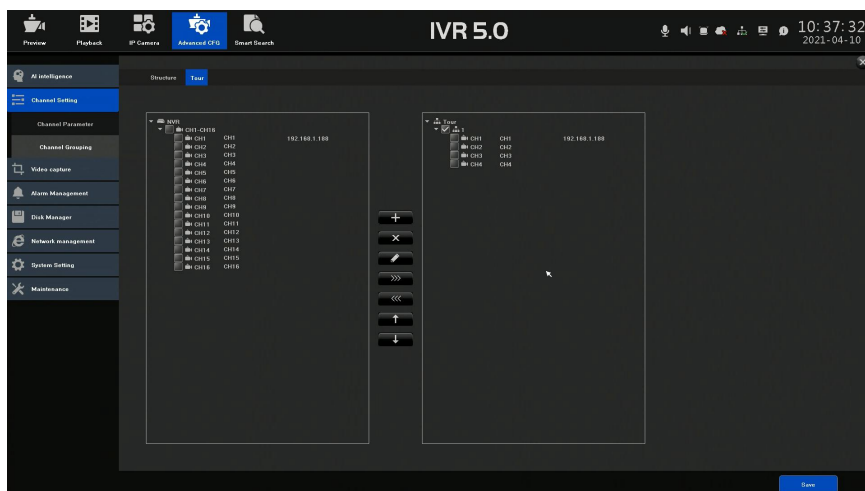 IVR 5.0
10:37:32
2021-04-10
Preview
Playback
IP Camera
Advanced CFG
Smart Search
AI intelligence
Channel Setting
Channel Parameter
Channel Grouping
Video capture
Alarm Management
Disk Manager
Network management
System Setting
Maintenance
Structure Tour
NVR
CH1-CH16
CH1 CH1 192.168.1.188
CH2 CH2
CH3 CH3
CH4 CH4
CH5 CH5
CH6 CH6
CH7 CH7
CH8 CH8
CH9 CH9
CH10 CH10
CH11 CH11
CH12 CH12
CH13 CH13
CH14 CH14
CH15 CH15
CH16 CH16
Tour
1
CH1 CH1 192.168.1.188
CH2 CH2
CH3 CH3
CH4 CH4
Save